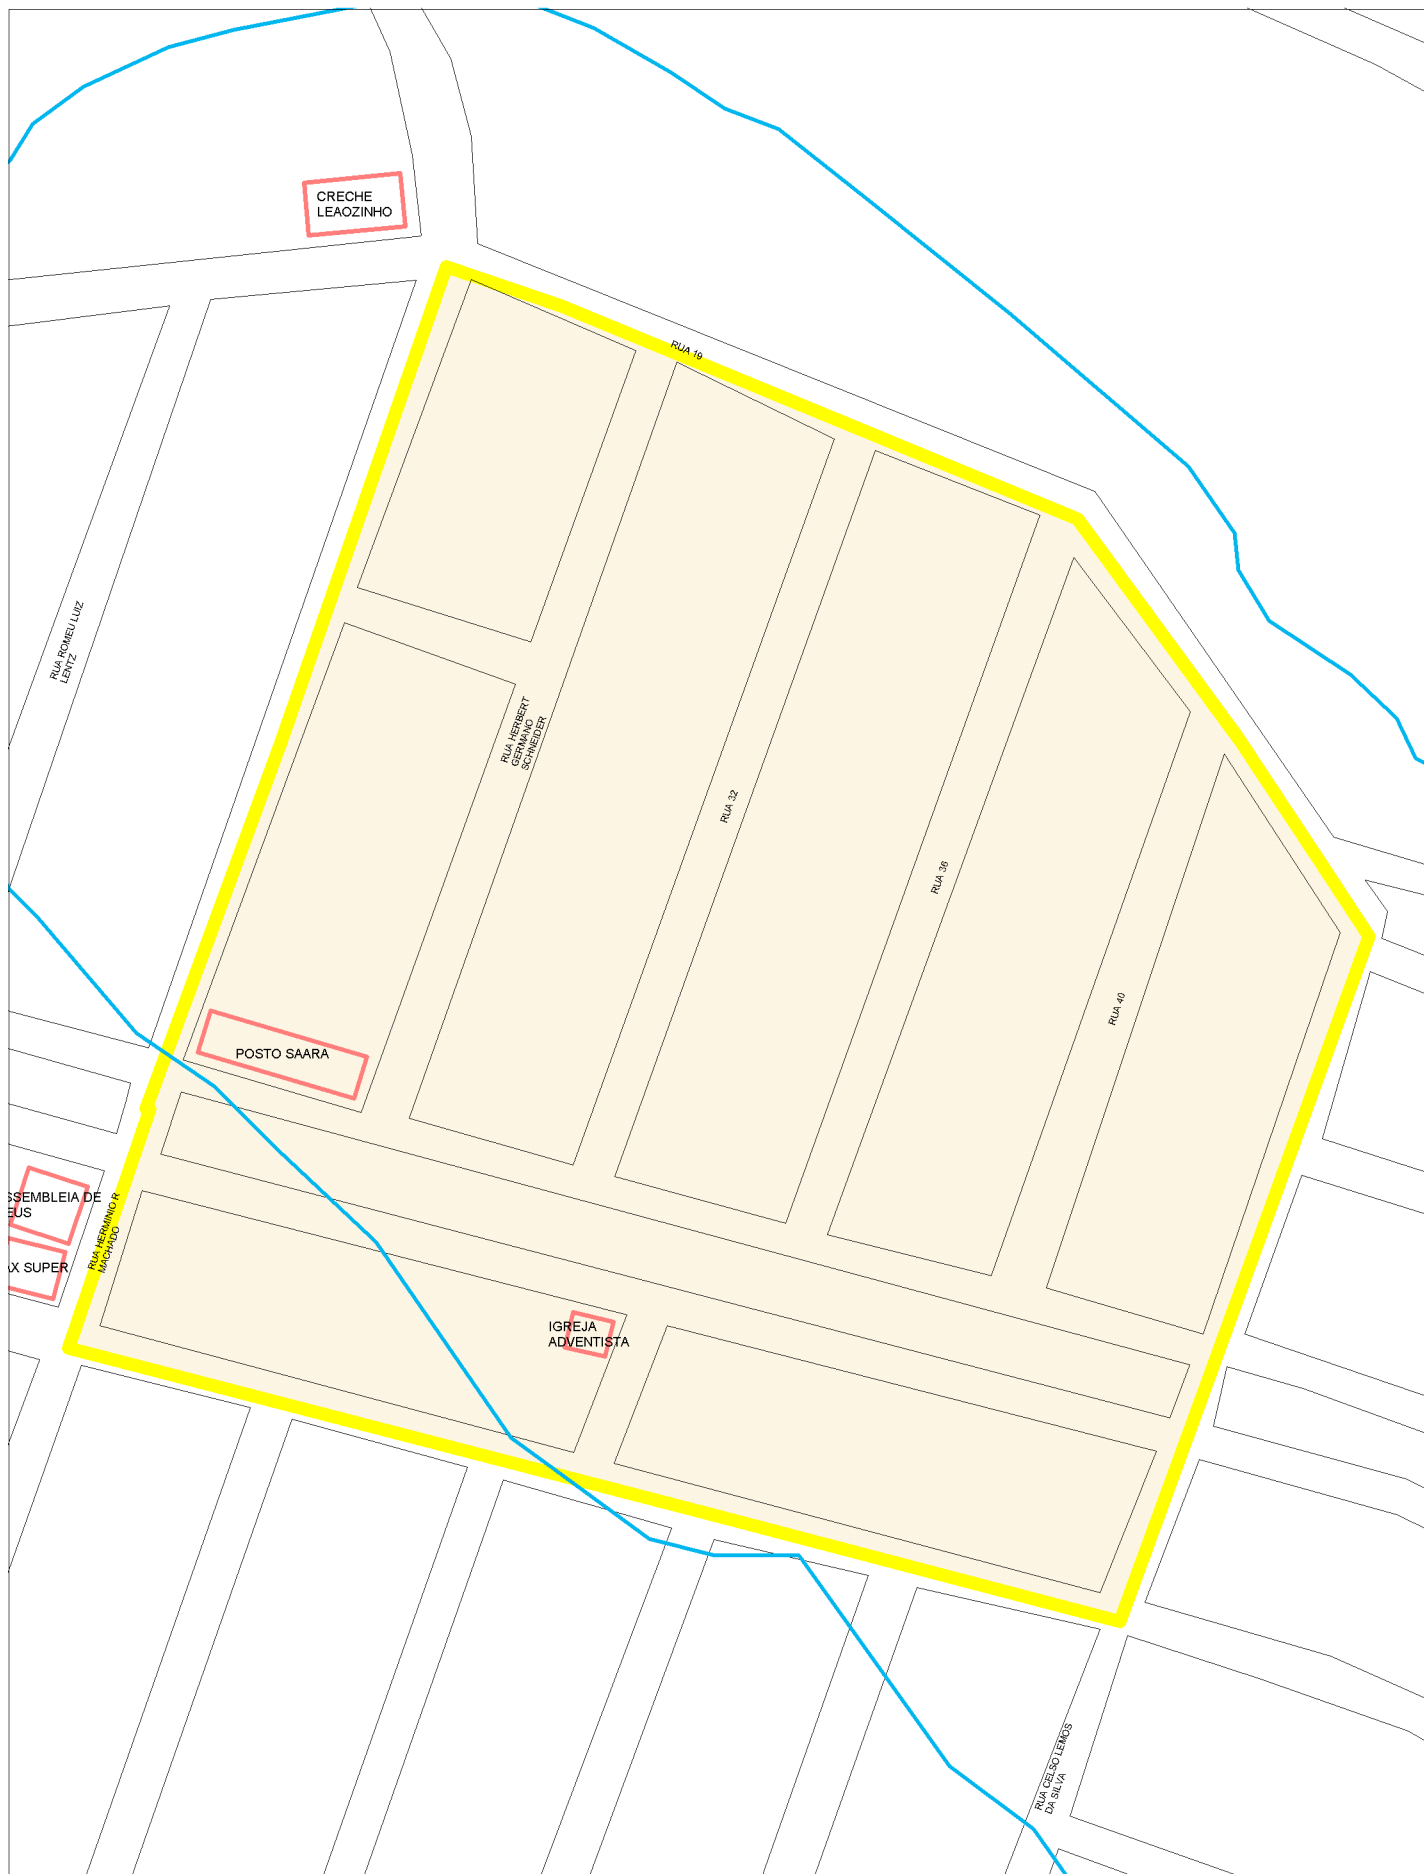 CRECHE
LEAOZINHO
RUA 19
RUA ROMEU LUIZ
LENTZ
RUA HERBERT
GERMANO
SCHNEIDER
RUA 32
RUA 36
RUA 40
POSTO SAARA
SSEMBLEIA DE
EUS
RUA HERMINIO R
MACHADO
AX SUPER
IGREJA
ADVENTISTA
RUA CELSO LEMOS
DA SILVA